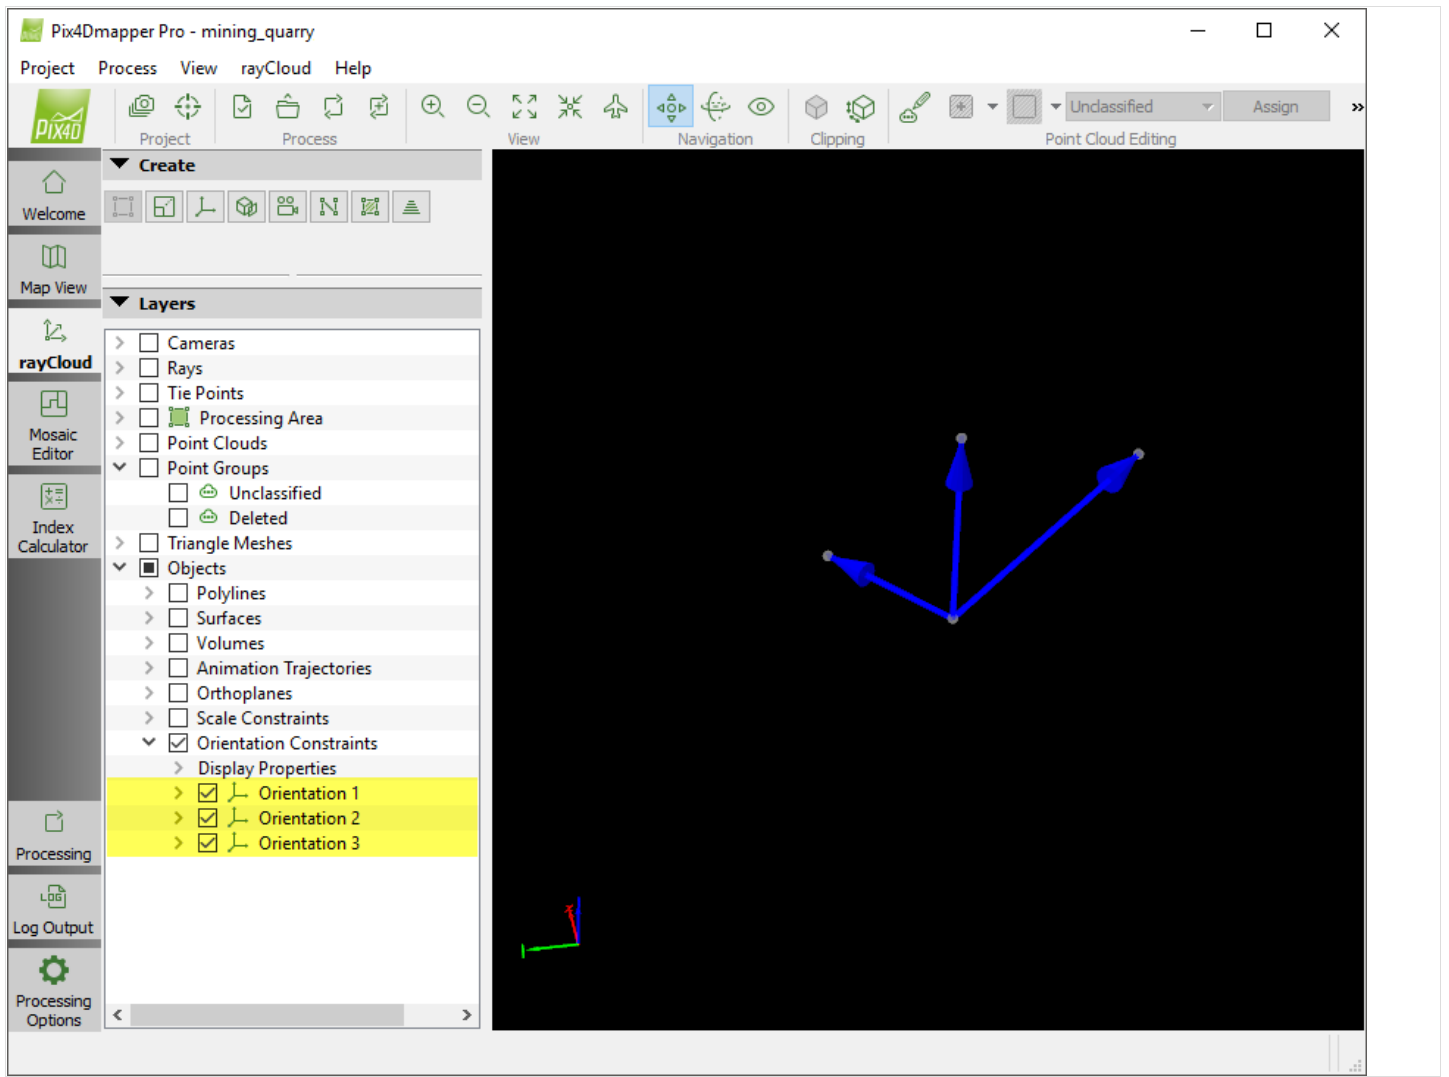 Pix4Dmapper Pro - mining_quarry
Project Process View rayCloud Help
PIX4D
Unclassified
Assign
Project
Process
View
Navigation
Clipping
Point Cloud Editing
Welcome
Map View
rayCloud
Mosaic
Editor
Index
Calculator
Processing
LOG
Log Output
Processing
Options
Create
Layers
Cameras
Rays
Tie Points
Processing Area
Point Clouds
Point Groups
Unclassified
Deleted
Triangle Meshes
Objects
Polylines
Surfaces
Volumes
Animation Trajectories
Orthoplanes
Scale Constraints
Orientation Constraints
Display Properties
Orientation 1
Orientation 2
Orientation 3